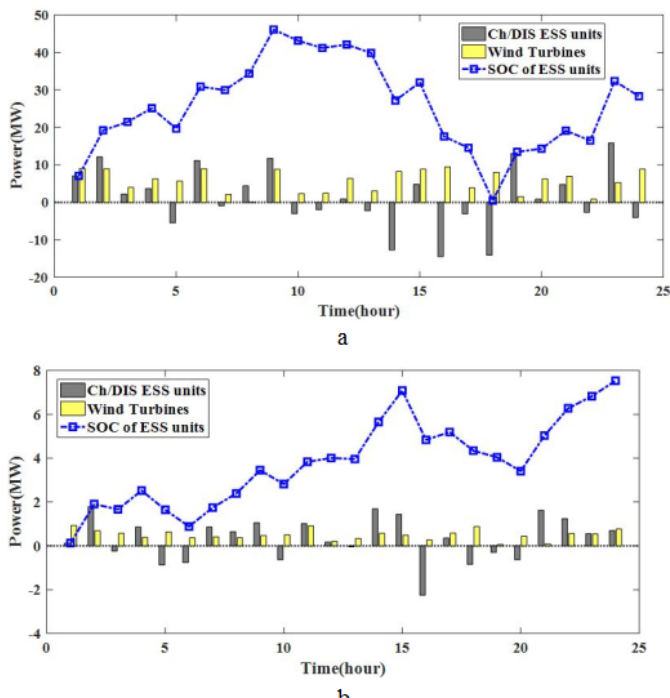 50
40
30
20
10
0
-10
-20
Power(MW)
Ch/DIS ESS units
Wind Turbines
SOC of ESS units
0 5 10 15 20 25
Time(hour)
a
8
6
4
2
0
-2
-4
Power(MW)
Ch/DIS ESS units
Wind Turbines
SOC of ESS units
0 5 10 15 20 25
Time(hour)
b